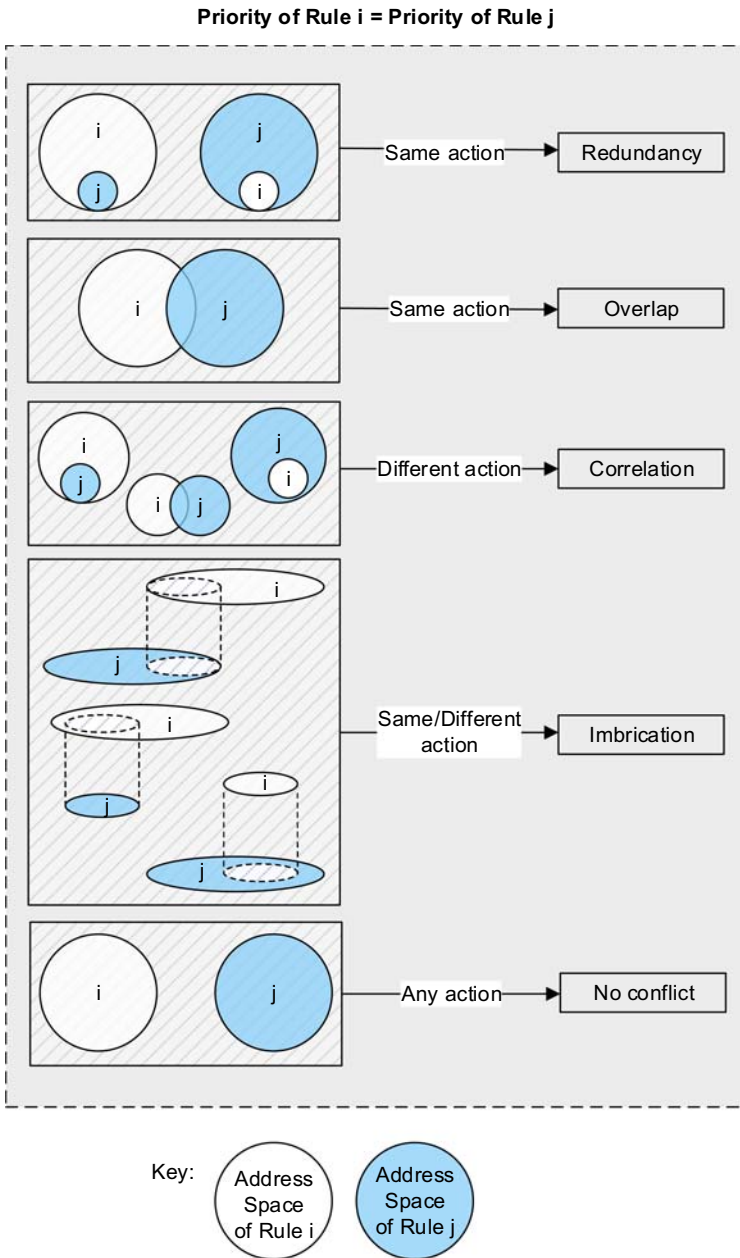 Priority of Rule i = Priority of Rule j
i
j
j
i
Same action
Redundancy
i
j
Same action
Overlap
i
j
i
j
j
i
Different action
Correlation
i
j
i
j
i
j
Same/Different
action
Imbrication
i
j
Any action
No conflict
Key:
Address
Space
of Rule i
Address
Space
of Rule j